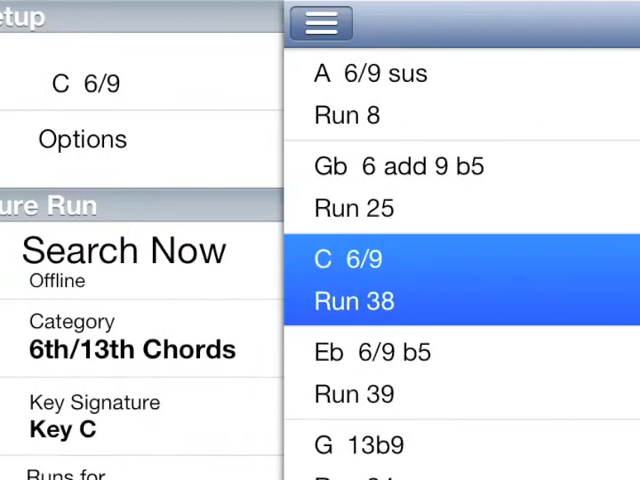 etup
C 6/9
Options
ure Run
Search Now
Offline
Category
6th/13th Chords
Key Signature
Key C
Runs for
A 6/9 sus
Run 8
Gb 6 add 9 b5
Run 25
C 6/9
Run 38
Eb 6/9 b5
Run 39
G 13b9